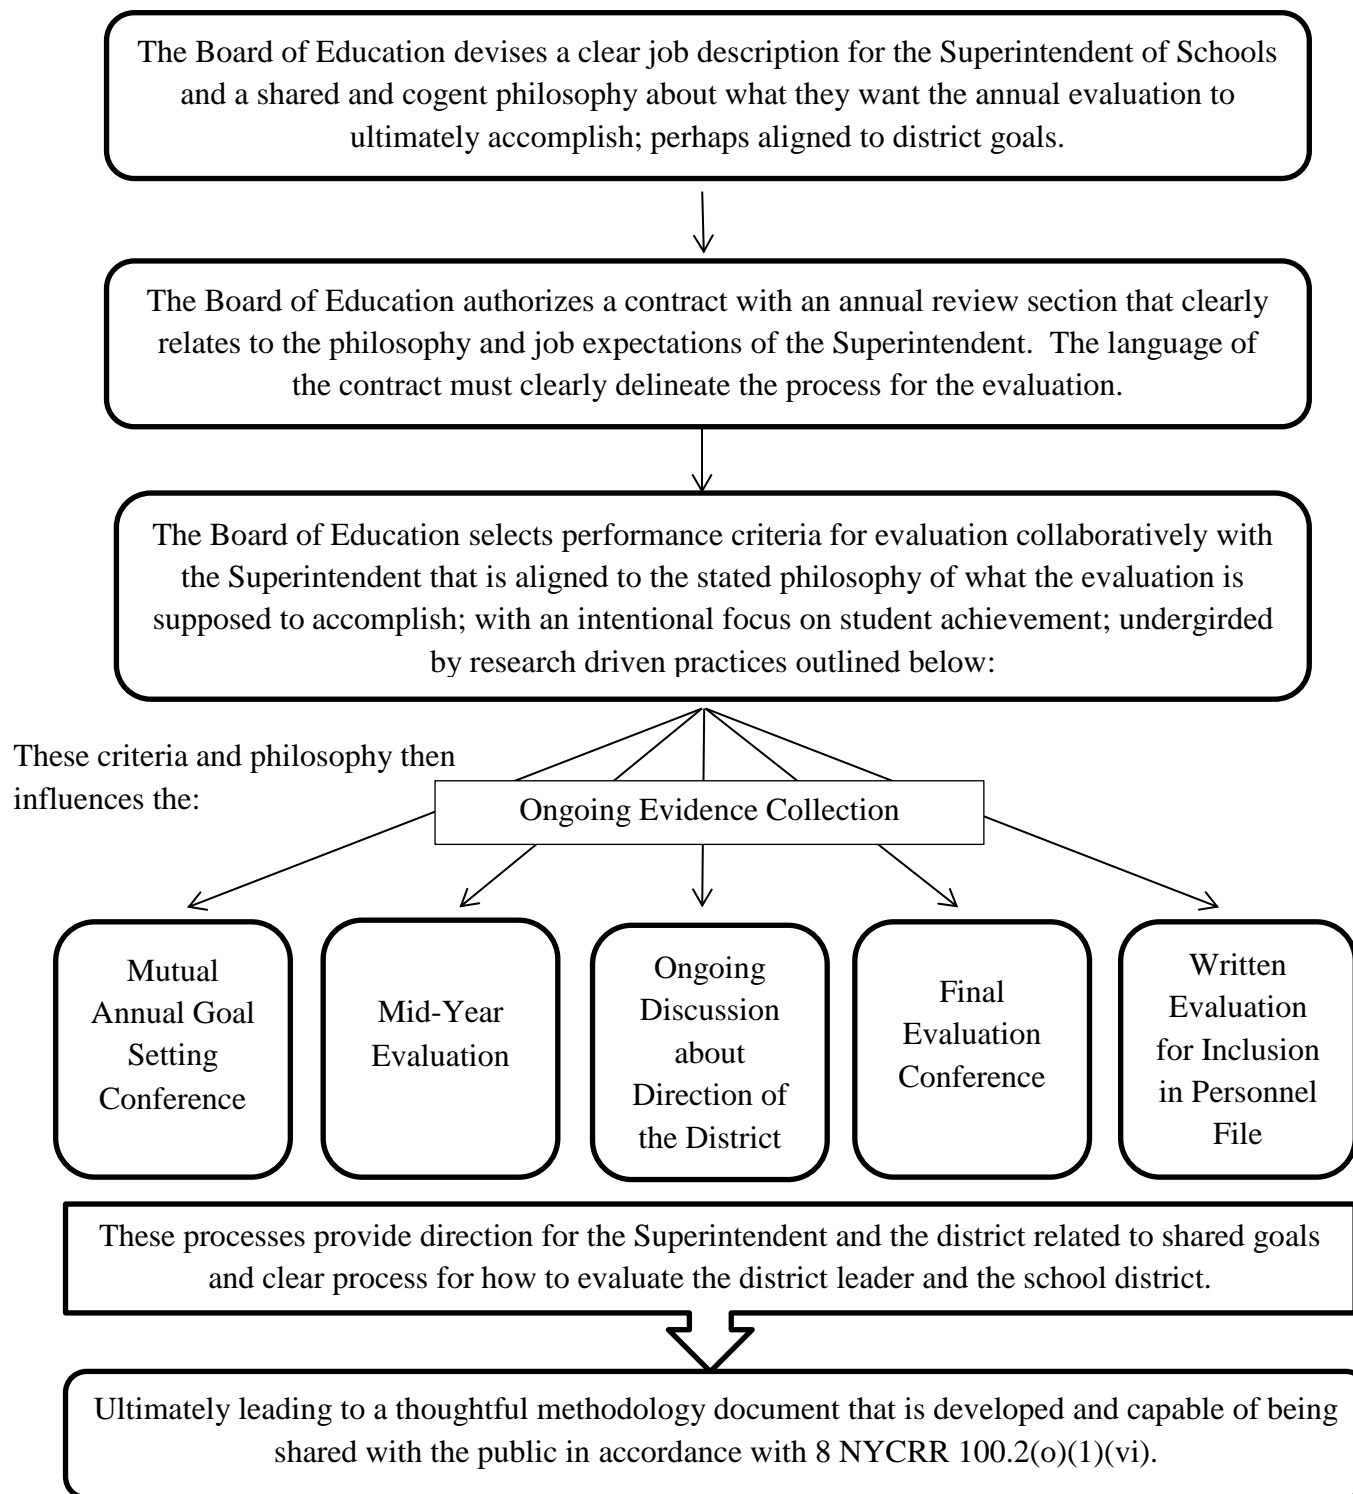 The Board of Education devises a clear job description for the Superintendent of Schools
and a shared and cogent philosophy about what they want the annual evaluation to
ultimately accomplish; perhaps aligned to district goals.
The Board of Education authorizes a contract with an annual review section that clearly
relates to the philosophy and job expectations of the Superintendent.  The language of
the contract must clearly delineate the process for the evaluation.
The Board of Education selects performance criteria for evaluation collaboratively with
the Superintendent that is aligned to the stated philosophy of what the evaluation is
supposed to accomplish; with an intentional focus on student achievement; undergirded
by research driven practices outlined below:
These criteria and philosophy then
influences the:
Ongoing Evidence Collection
Mutual
Annual Goal
Setting
Conference
Mid-Year
Evaluation
Ongoing
Discussion
about
Direction of
the District
Final
Evaluation
Conference
Written
Evaluation
for Inclusion
in Personnel
File
These processes provide direction for the Superintendent and the district related to shared goals
and clear process for how to evaluate the district leader and the school district.
Ultimately leading to a thoughtful methodology document that is developed and capable of being
shared with the public in accordance with 8 NYCRR 100.2(o)(1)(vi).